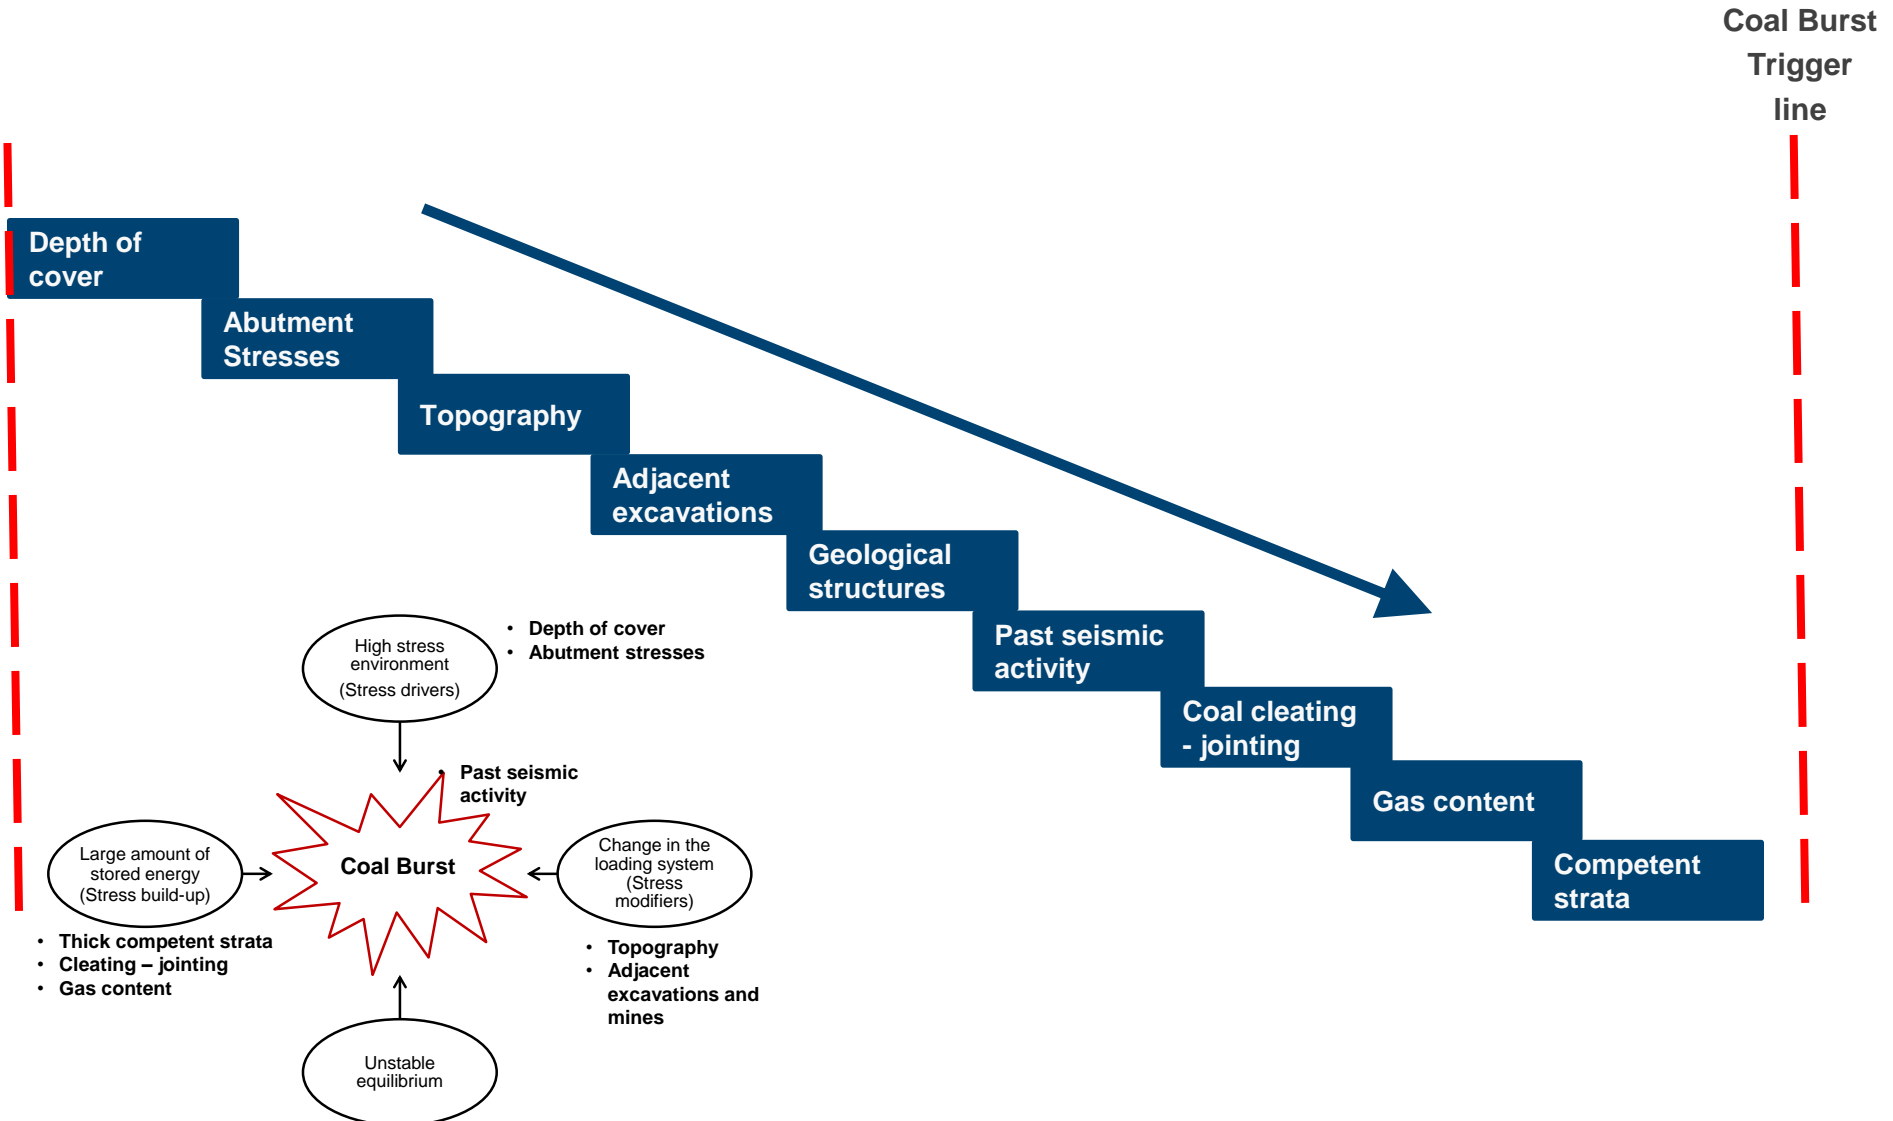 Coal Burst
Trigger
line
Depth of
cover
Abutment
Stresses
Topography
Adjacent
excavations
Geological
structures
Past seismic
activity
Coal cleating
- jointing
Gas content
Competent
strata
High stress
environment
(Stress drivers)
• Depth of cover
• Abutment stresses
• Past seismic
activity
Large amount of
stored energy
(Stress build-up)
Coal Burst
Change in the
loading system
(Stress
modifiers)
• Thick competent strata
• Cleating – jointing
• Gas content
• Topography
• Adjacent
excavations and
mines
Unstable
equilibrium